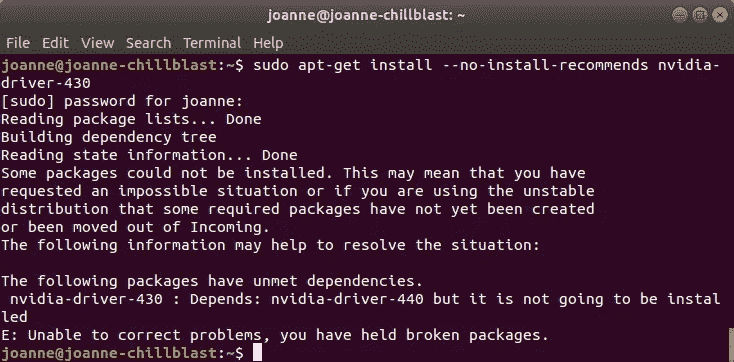 joanne@joanne-chillblast: ~
File Edit View Search Terminal Help
joanne@joanne-chillblast:~$ sudo apt-get install --no-install-recommends nvidia-
driver-430
[sudo] password for joanne:
Reading package lists... Done
Building dependency tree
Reading state information... Done
Some packages could not be installed. This may mean that you have
requested an impossible situation or if you are using the unstable
distribution that some required packages have not yet been created
or been moved out of Incoming.
The following information may help to resolve the situation:

The following packages have unmet dependencies.
 nvidia-driver-430 : Depends: nvidia-driver-440 but it is not going to be instal
led
E: Unable to correct problems, you have held broken packages.
joanne@joanne-chillblast:~$